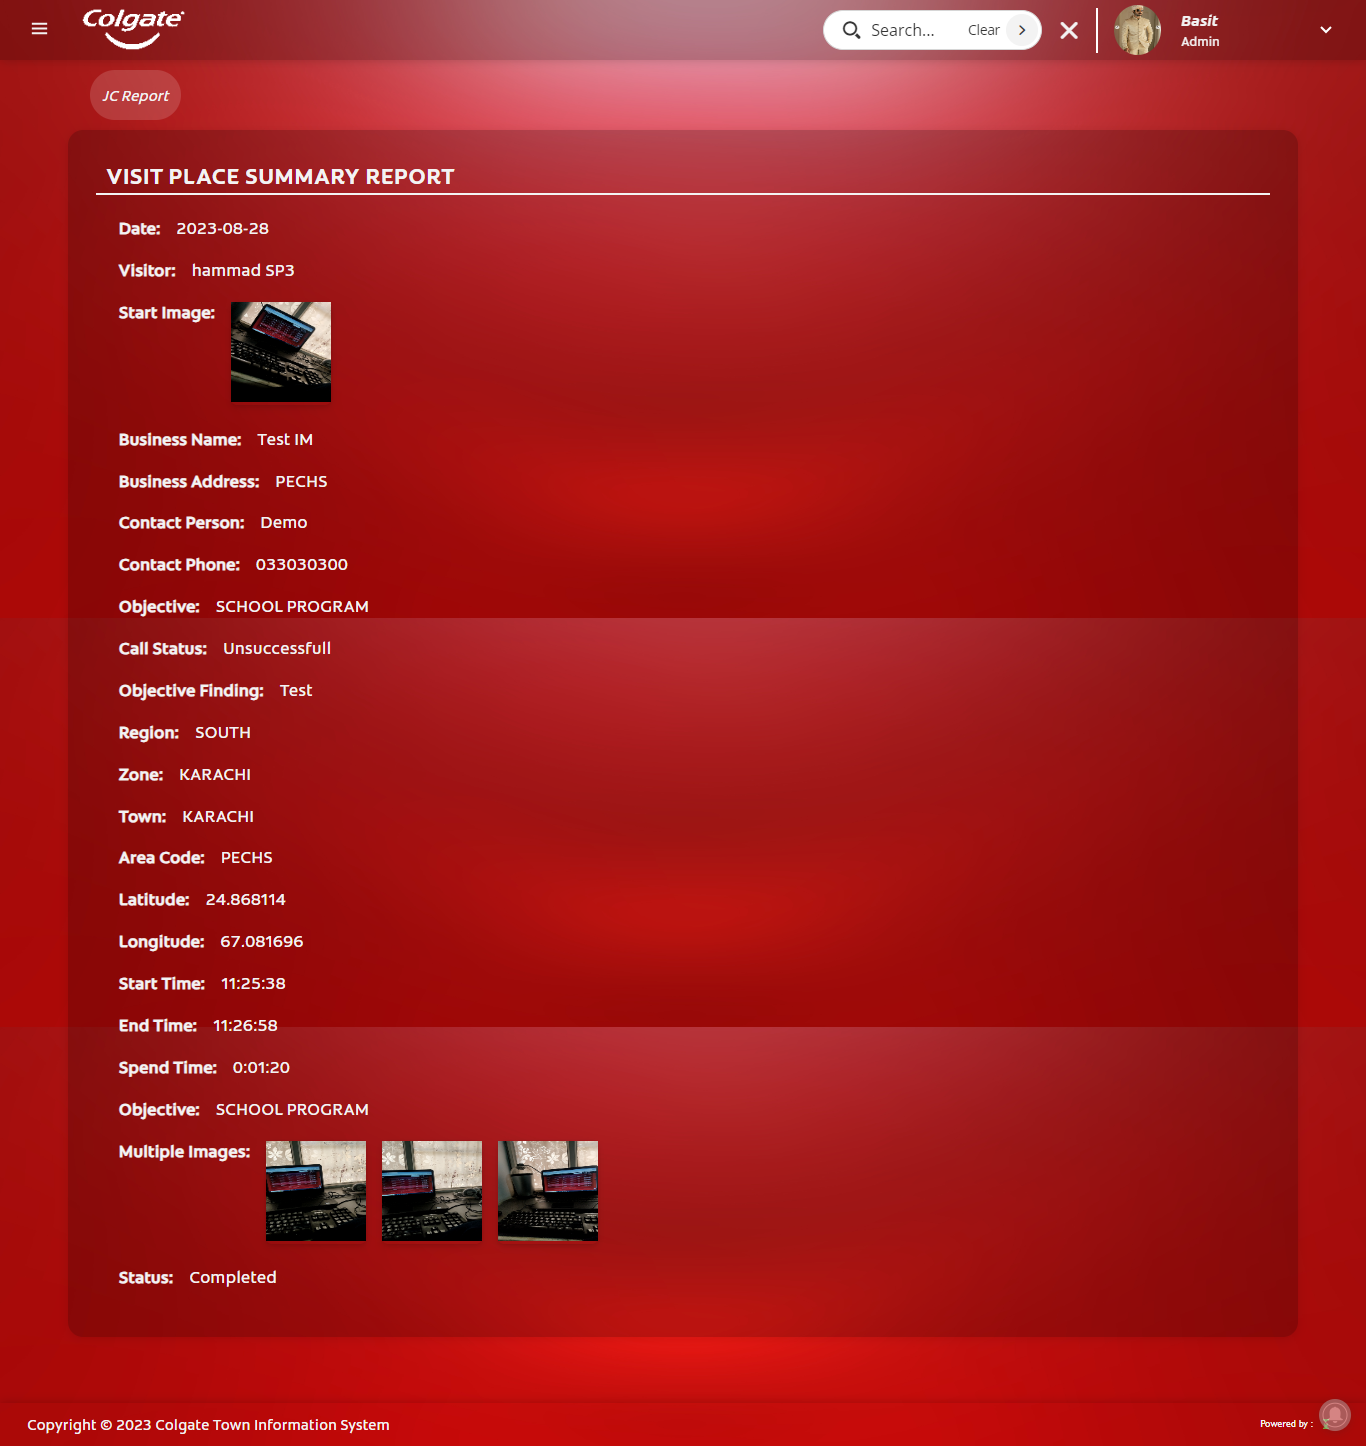 Colgate
Search... Clear
Basit
Admin
JC Report
VISIT PLACE SUMMARY REPORT
Date: 2023-08-28
Visitor: hammad SP3
Start Image:
Business Name: Test IM
Business Address: PECHS
Contact Person: Demo
Contact Phone: 033030300
Objective: SCHOOL PROGRAM
Call Status: Unsuccessfull
Objective Finding: Test
Region: SOUTH
Zone: KARACHI
Town: KARACHI
Area Code: PECHS
Latitude: 24.868114
Longitude: 67.081696
Start Time: 11:25:38
End Time: 11:26:58
Spend Time: 0:01:20
Objective: SCHOOL PROGRAM
Multiple Images:
Status: Completed
Copyright © 2023 Colgate Town Information System
Powered by :